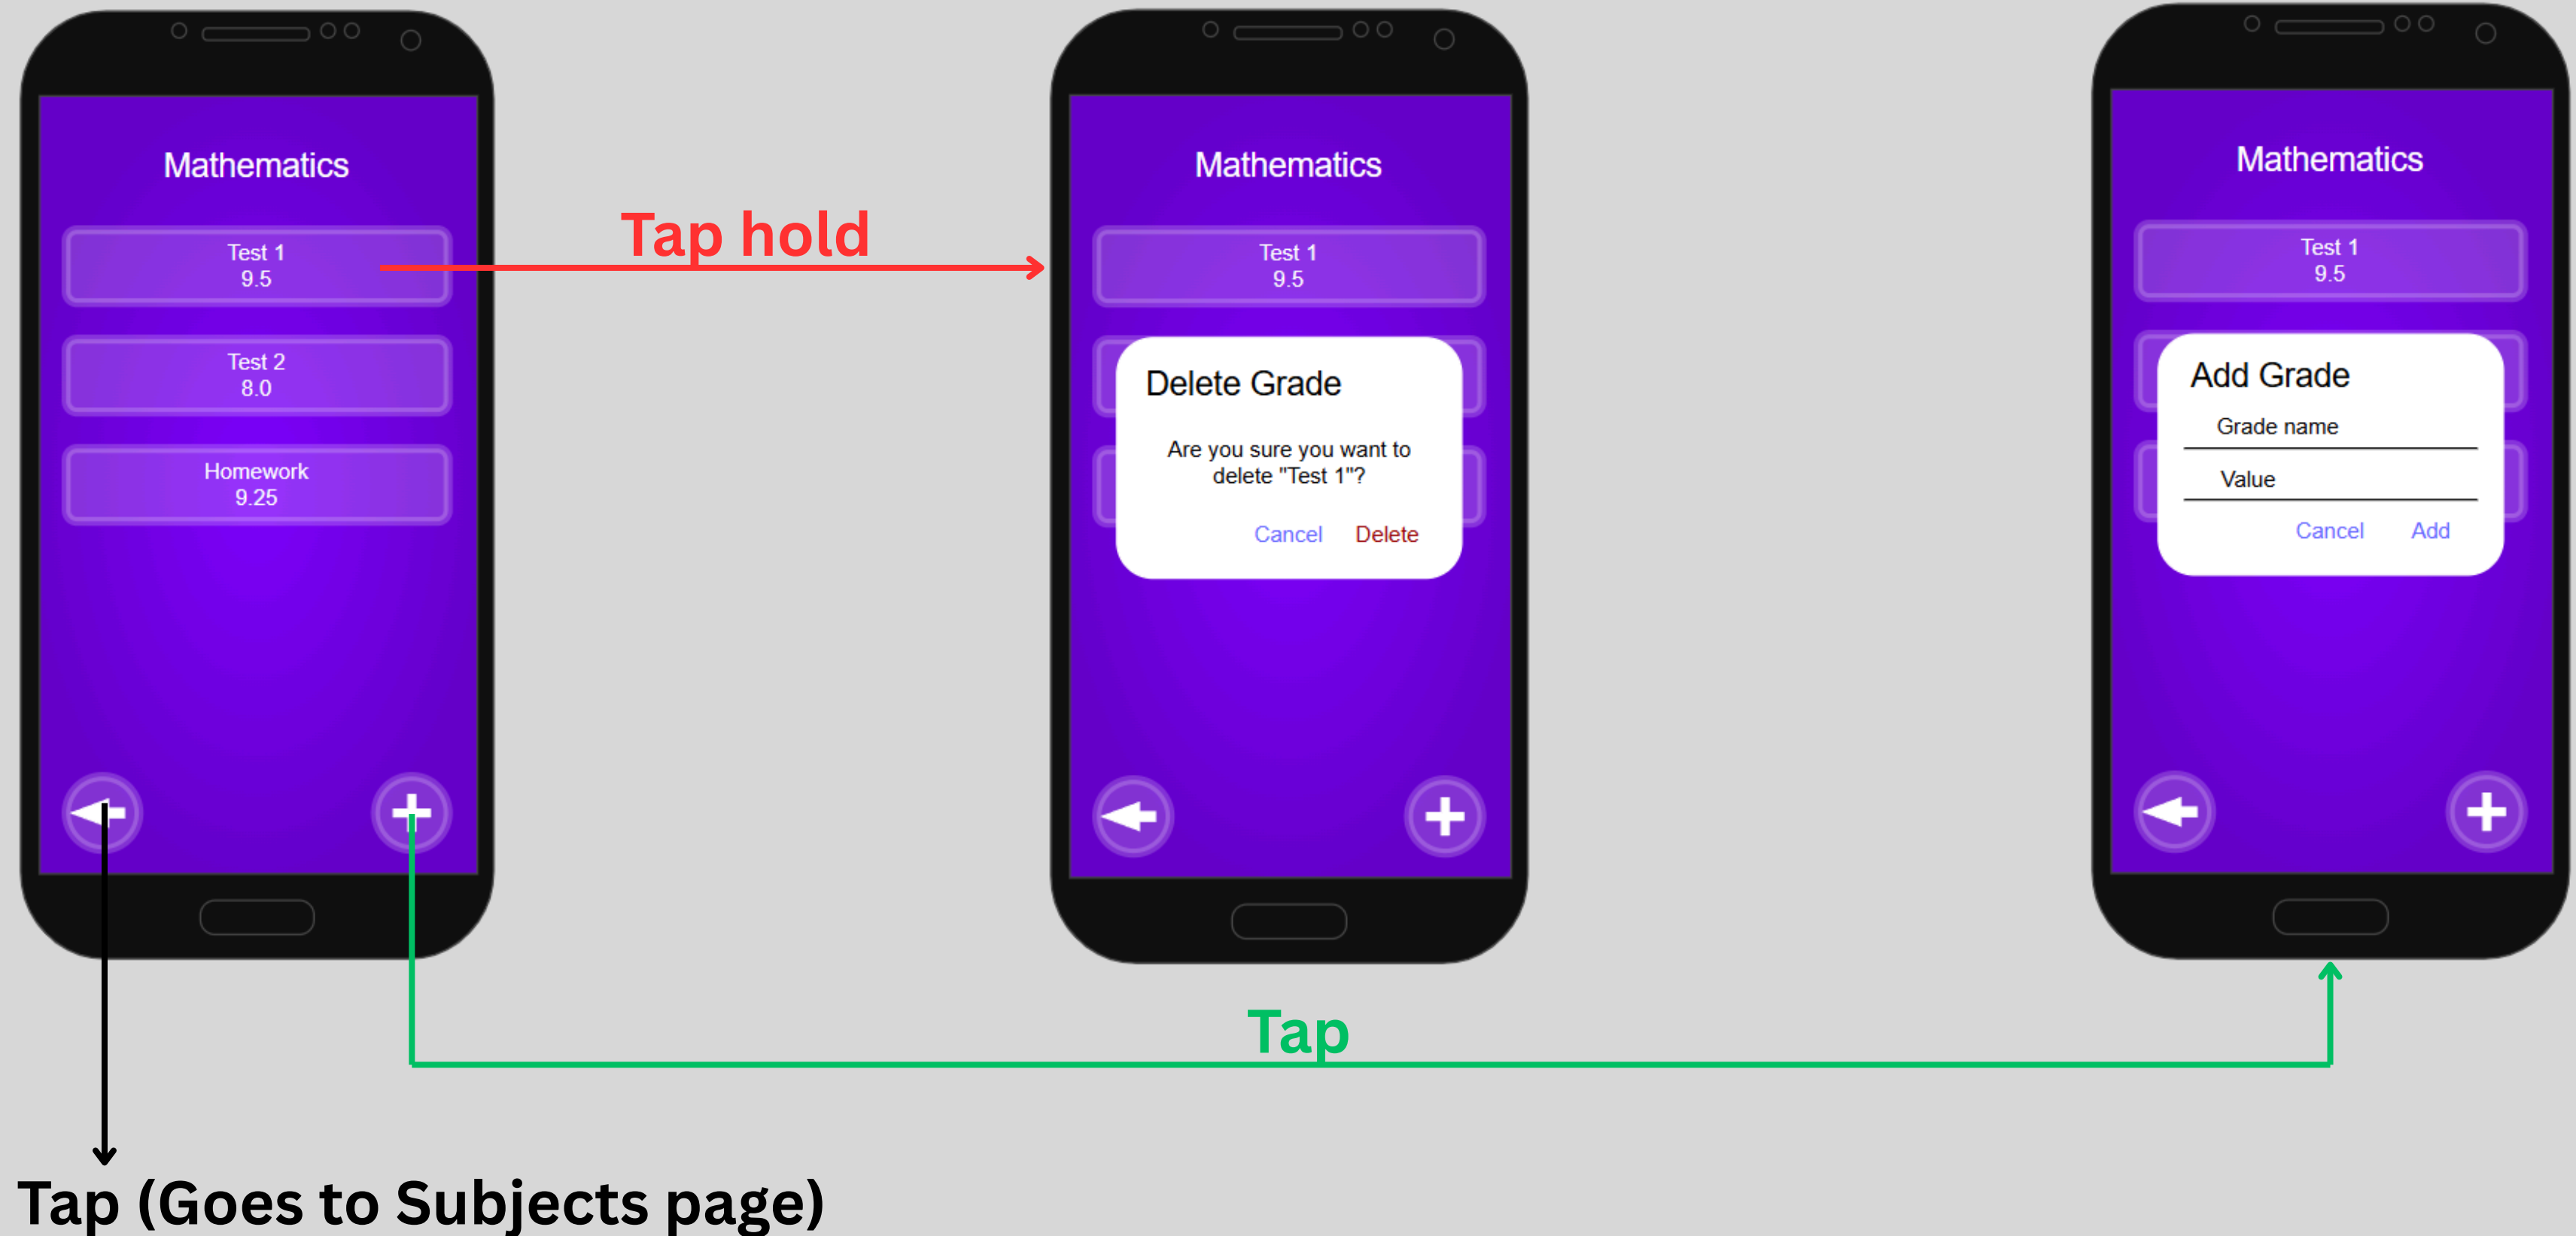 Mathematics
Test 1
9.5
Test 2
8.0
Homework
9.25
Tap hold
Mathematics
Test 1
9.5
Delete Grade
Are you sure you want to
delete "Test 1"?
Cancel Delete
Mathematics
Test 1
9.5
Add Grade
Grade name
Value
Cancel Add
Tap
Tap (Goes to Subjects page)